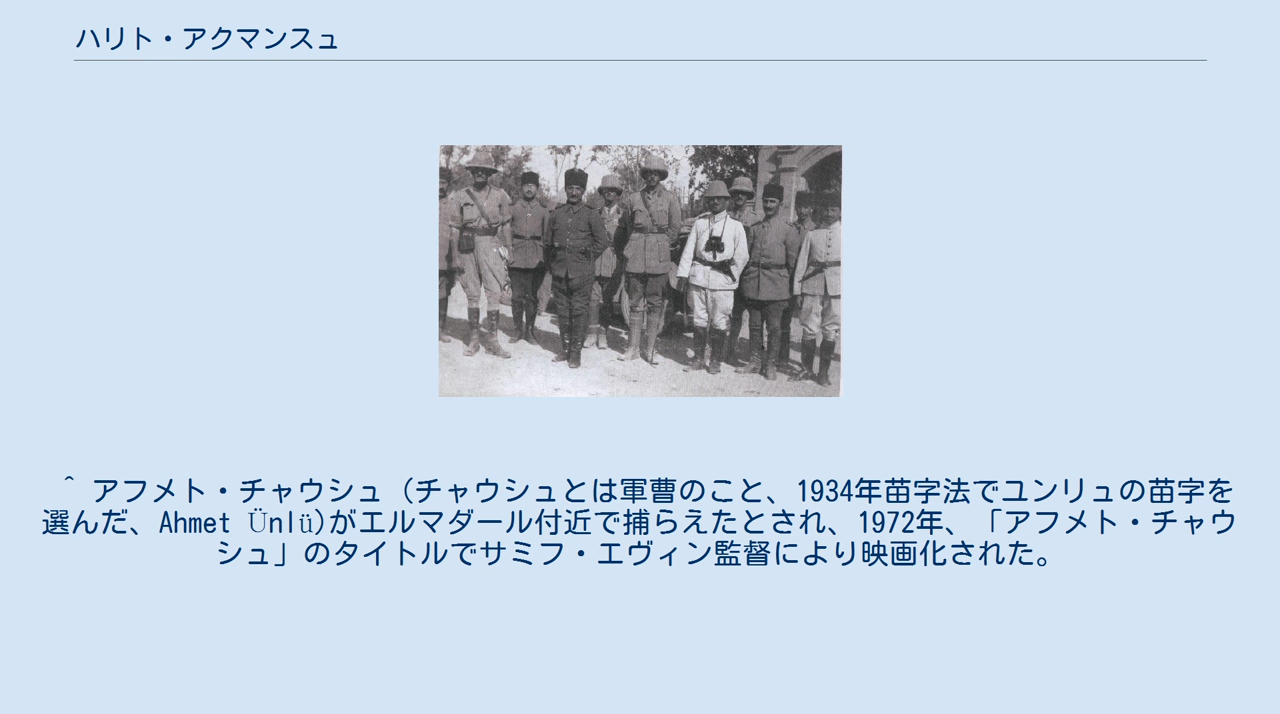 ハリト・アクマンスュ
^ アフメト・チャウシュ (チャウシュとは軍曹のこと、1934年苗字法でユンリュの苗字を
選んだ、Ahmet Ünlü)がエルマダール付近で捕らえたとされ、1972年、「アフメト・チャウ
シュ」のタイトルでサミフ・エヴィン監督により映画化された。